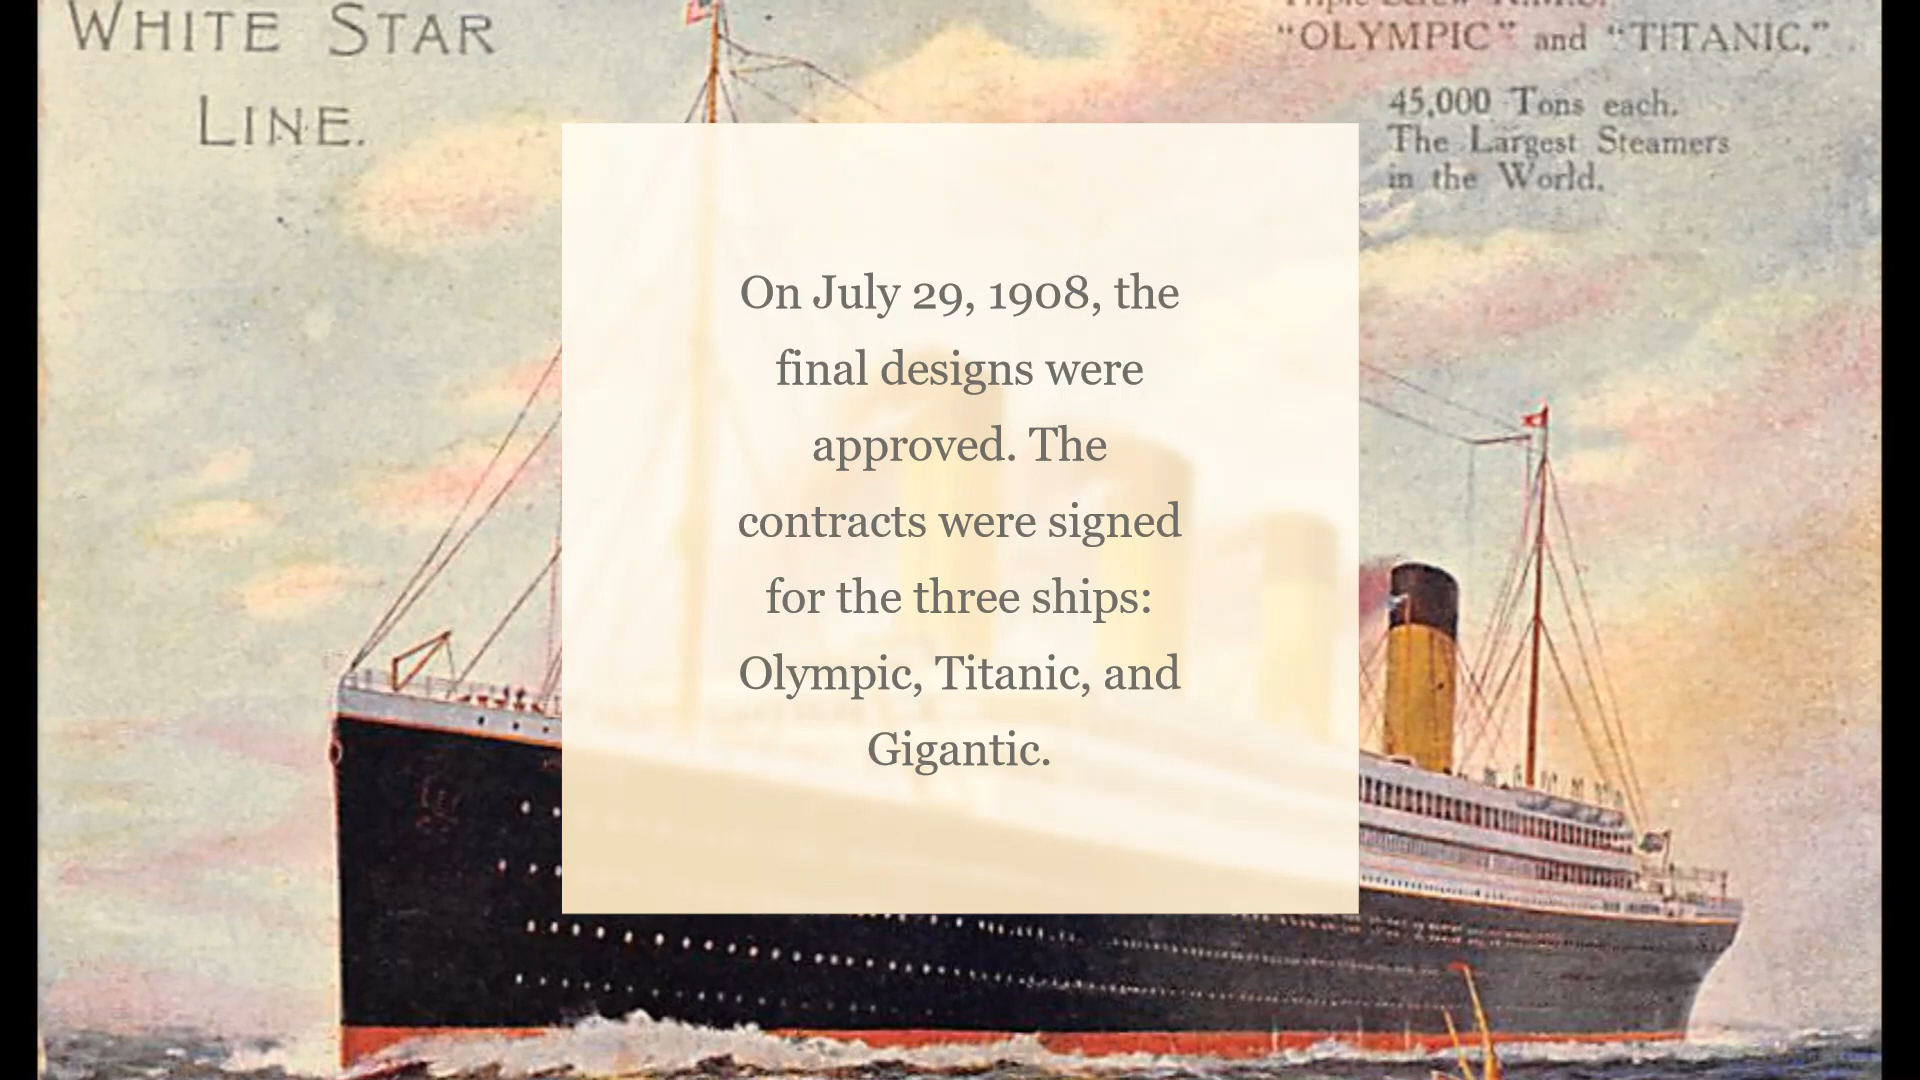 WHITE STAR
LINE.
"OLYMPIC" and "TITANIC."
45,000 Tons each.
The Largest Steamers
in the World.
On July 29, 1908, the
final designs were
approved. The
contracts were signed
for the three ships:
Olympic, Titanic, and
Gigantic.